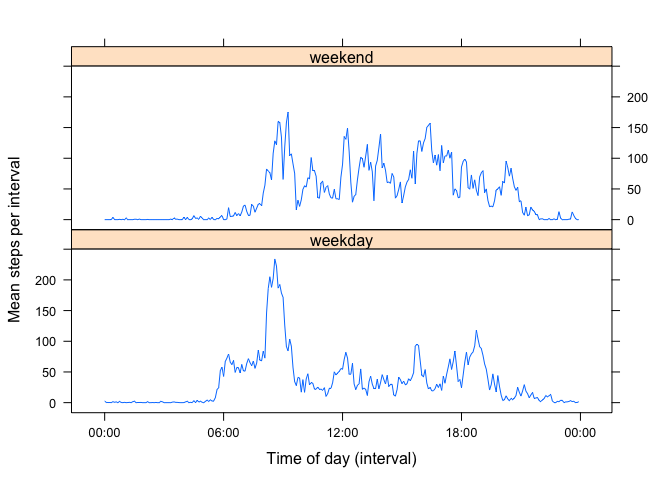 weekend
200
150
100
50
0
Mean steps per interval
weekday
200
150
100
50
0
00:00 06:00 12:00 18:00 00:00
Time of day (interval)